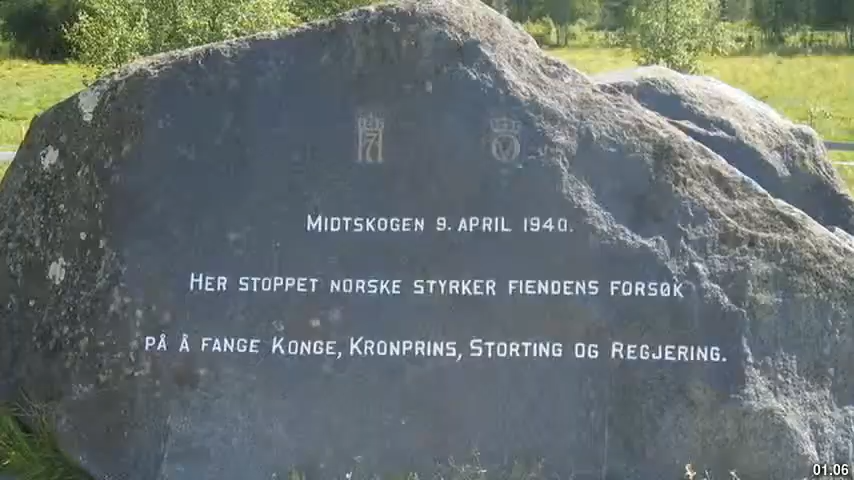 MIDTSKOGEN 9. APRIL 1940.
HER STOPPET NORSKE STYRKER FIENDENS FORSØK
PÅ Å FANGE KONGE, KRONPRINS, STORTING OG REGJERING.
01.06